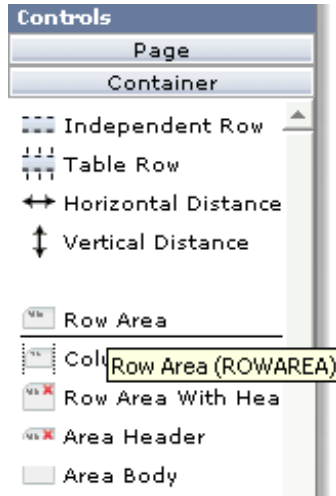 Controls
Page
Container
Independent Row
Table Row
Horizontal Distance
Vertical Distance
Row Area
Colu
Row Area (ROWAREA)
Row Area With Hea
Area Header
Area Body